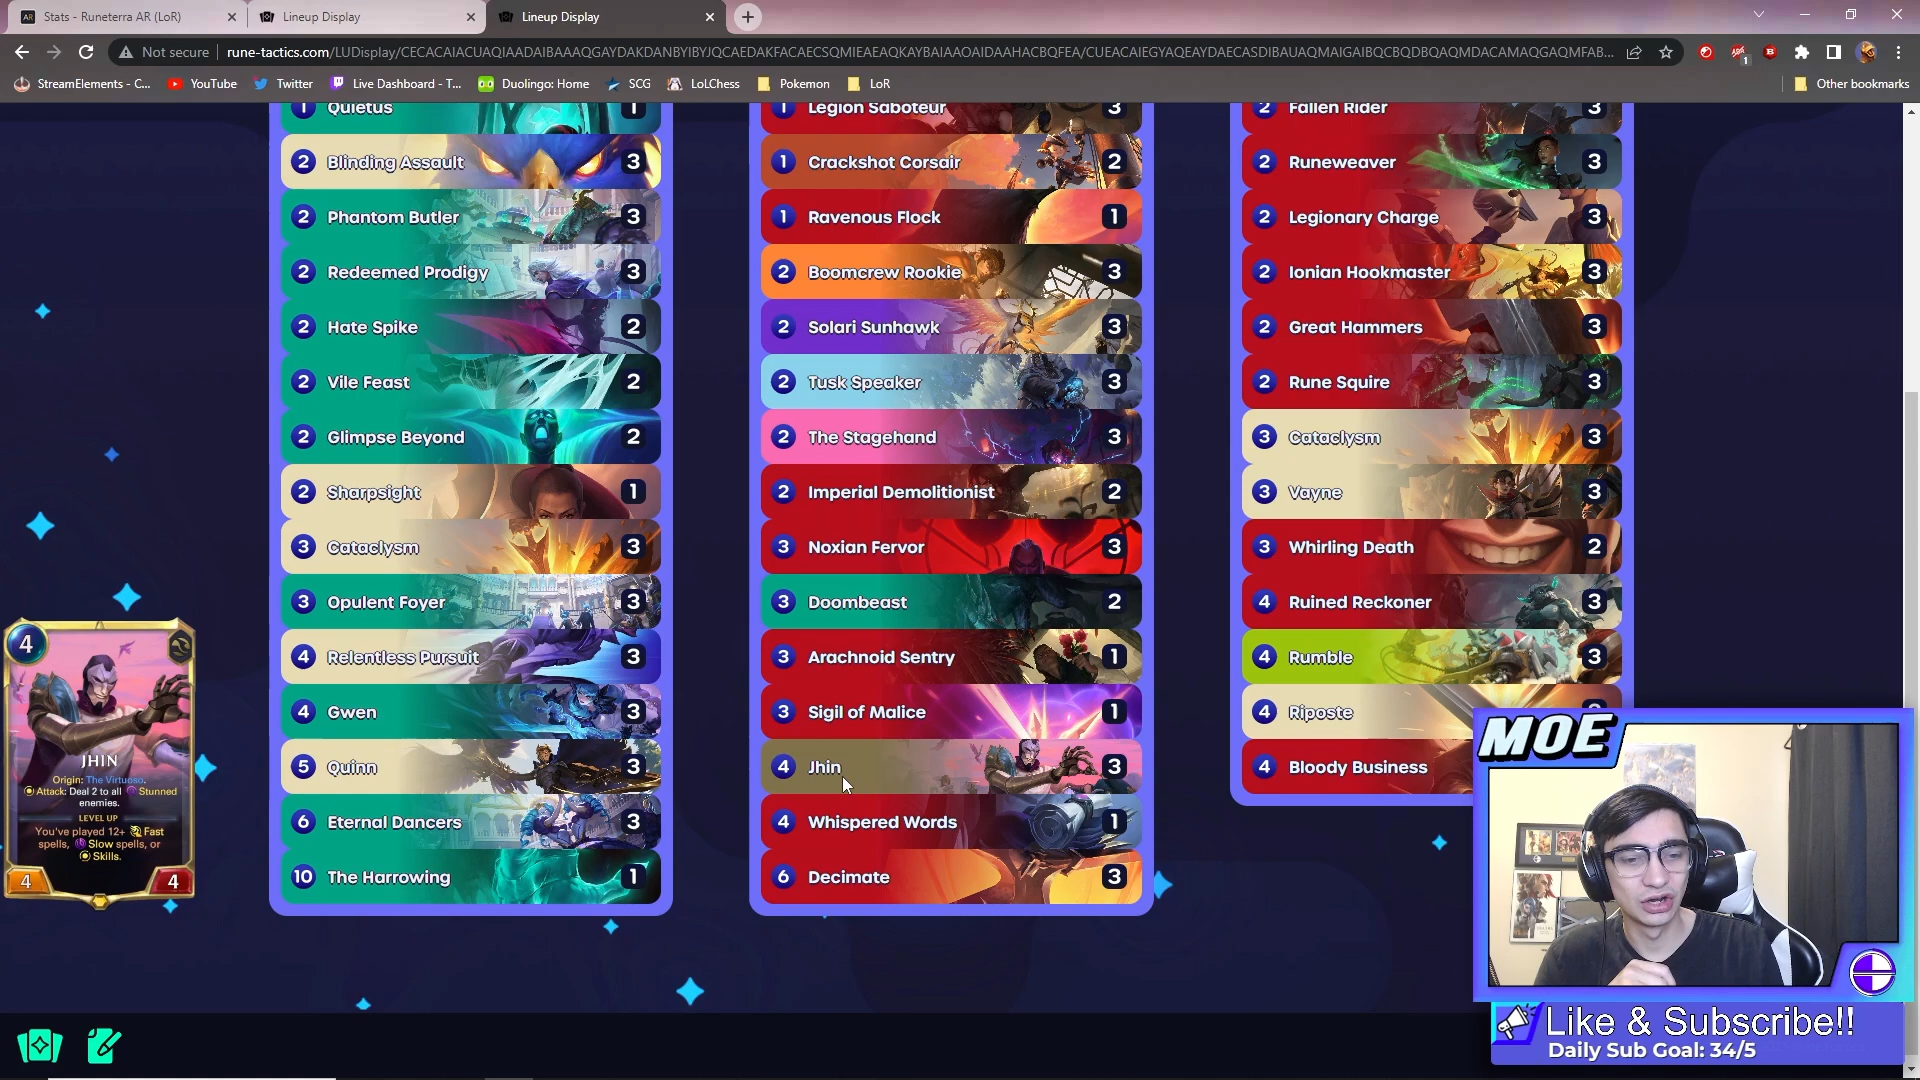 Stats - Runeterra AR (LoR)
Lineup Display
Lineup Display
Not secure
rune-tactics.com/LUDisplay/CECACAIACUAQIAADAIBAAAQGAYDAKDANBYIBYJQCAEDAKFACAECSQMIEAEAQKAYBAIAAOAIDAAHACBQFEA/CUEACAIEGYAQEAYDAECASDIBAUAQMAIGAIBQCBQDBQAQMDACAMAQGAQMFAB...
StreamElements - C...
YouTube
Twitter
Live Dashboard - T...
Duolingo: Home
SCG
LoLChess
Pokemon
LoR
Other bookmarks
1 Quietus 1
2 Blinding Assault 3
2 Phantom Butler 3
2 Redeemed Prodigy 3
2 Hate Spike 2
2 Vile Feast 2
2 Glimpse Beyond 2
2 Sharpsight 1
3 Cataclysm 3
3 Opulent Foyer 3
4 Relentless Pursuit 3
4 Gwen 3
5 Quinn 3
6 Eternal Dancers 3
10 The Harrowing 1
1 Legion Saboteur 3
1 Crackshot Corsair 2
1 Ravenous Flock 1
2 Boomcrew Rookie 3
2 Solari Sunhawk 3
2 Tusk Speaker 3
2 The Stagehand 3
2 Imperial Demolitionist 2
3 Noxian Fervor 3
3 Doombeast 2
3 Arachnoid Sentry 1
3 Sigil of Malice 1
4 Jhin 3
4 Whispered Words 1
6 Decimate 3
2 Fallen Rider 3
2 Runeweaver 3
2 Legionary Charge 3
2 Ionian Hookmaster 3
2 Great Hammers 3
2 Rune Squire 3
3 Cataclysm 3
3 Vayne 3
3 Whirling Death 2
4 Ruined Reckoner 3
4 Rumble 3
4 Riposte
4 Bloody Business
4
JHIN
Origin: The Virtuoso.
Attack: Deal 2 to all Stunned
enemies.
LEVEL UP
You've played 12+ Fast
spells, Slow spells, or
Skills.
4 4
MOE
Like & Subscribe!!
Daily Sub Goal: 34/5